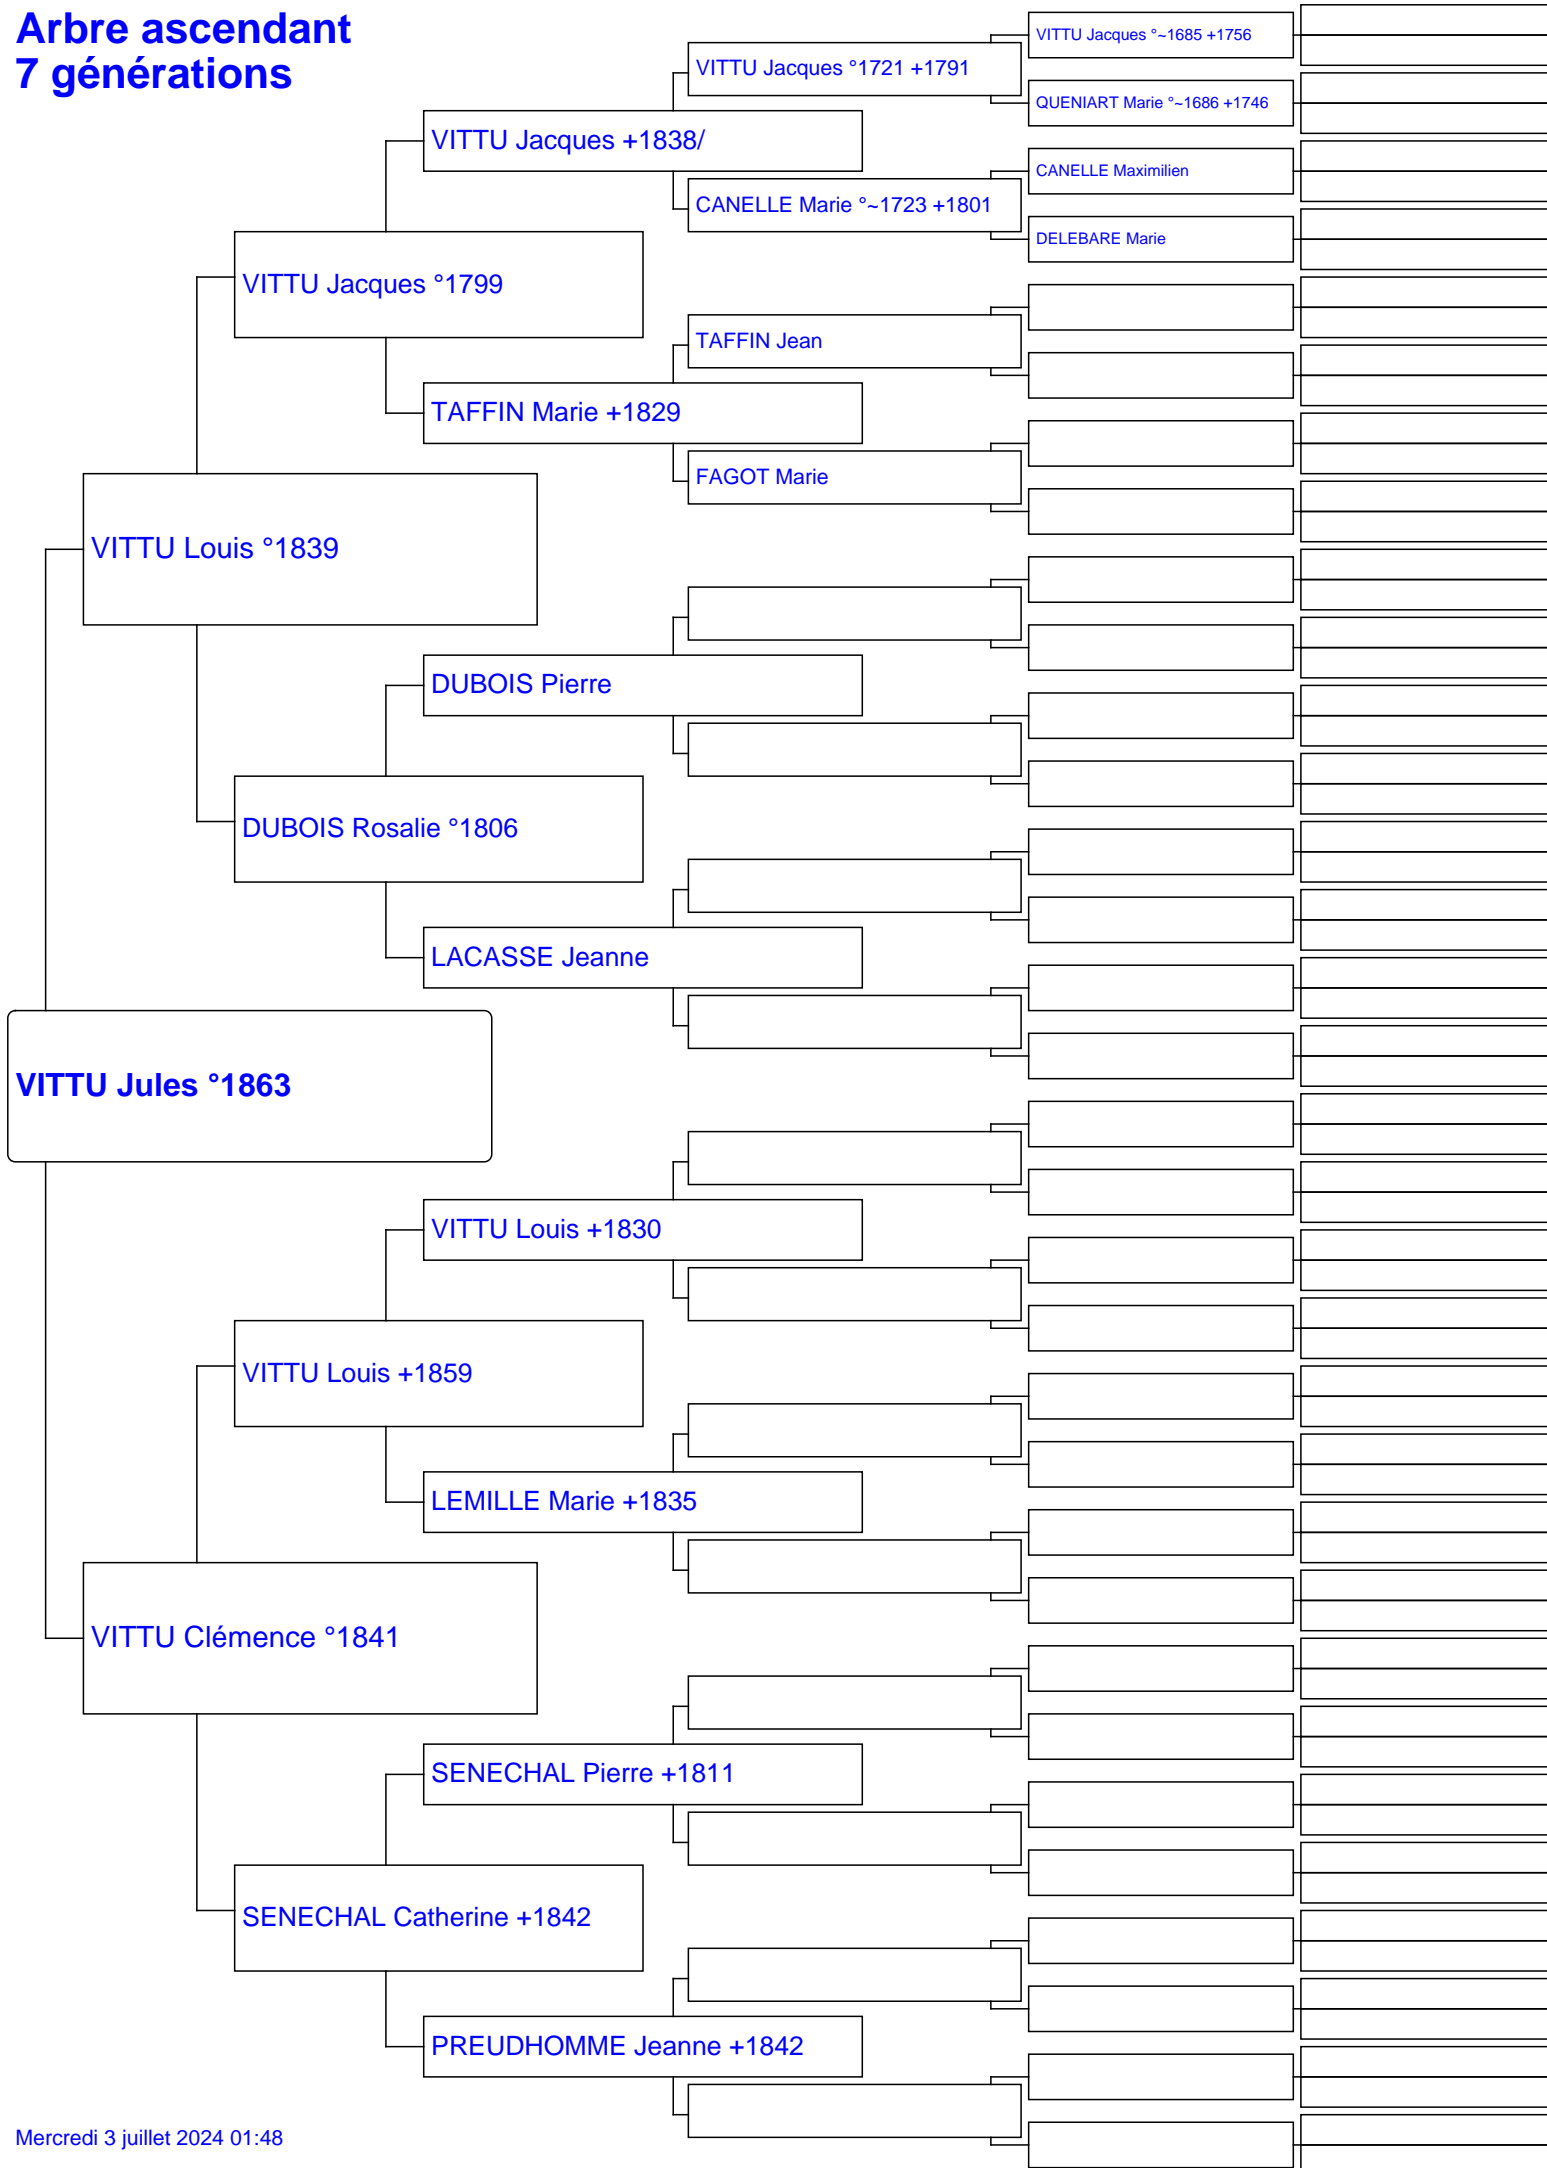 Arbre ascendant
7 générations
VITTU Jacques °~1685 +1756
VITTU Jacques °1721 +1791
QUENIART Marie °~1686 +1746
VITTU Jacques +1838/
CANELLE Maximilien
CANELLE Marie °~1723 +1801
DELEBARE Marie
VITTU Jacques °1799
TAFFIN Jean
TAFFIN Marie +1829
FAGOT Marie
VITTU Louis °1839
DUBOIS Pierre
DUBOIS Rosalie °1806
LACASSE Jeanne
VITTU Jules °1863
VITTU Louis +1830
VITTU Louis +1859
LEMILLE Marie +1835
VITTU Clémence °1841
SENECHAL Pierre +1811
SENECHAL Catherine +1842
PREUDHOMME Jeanne +1842
Mercredi 3 juillet 2024 01:48